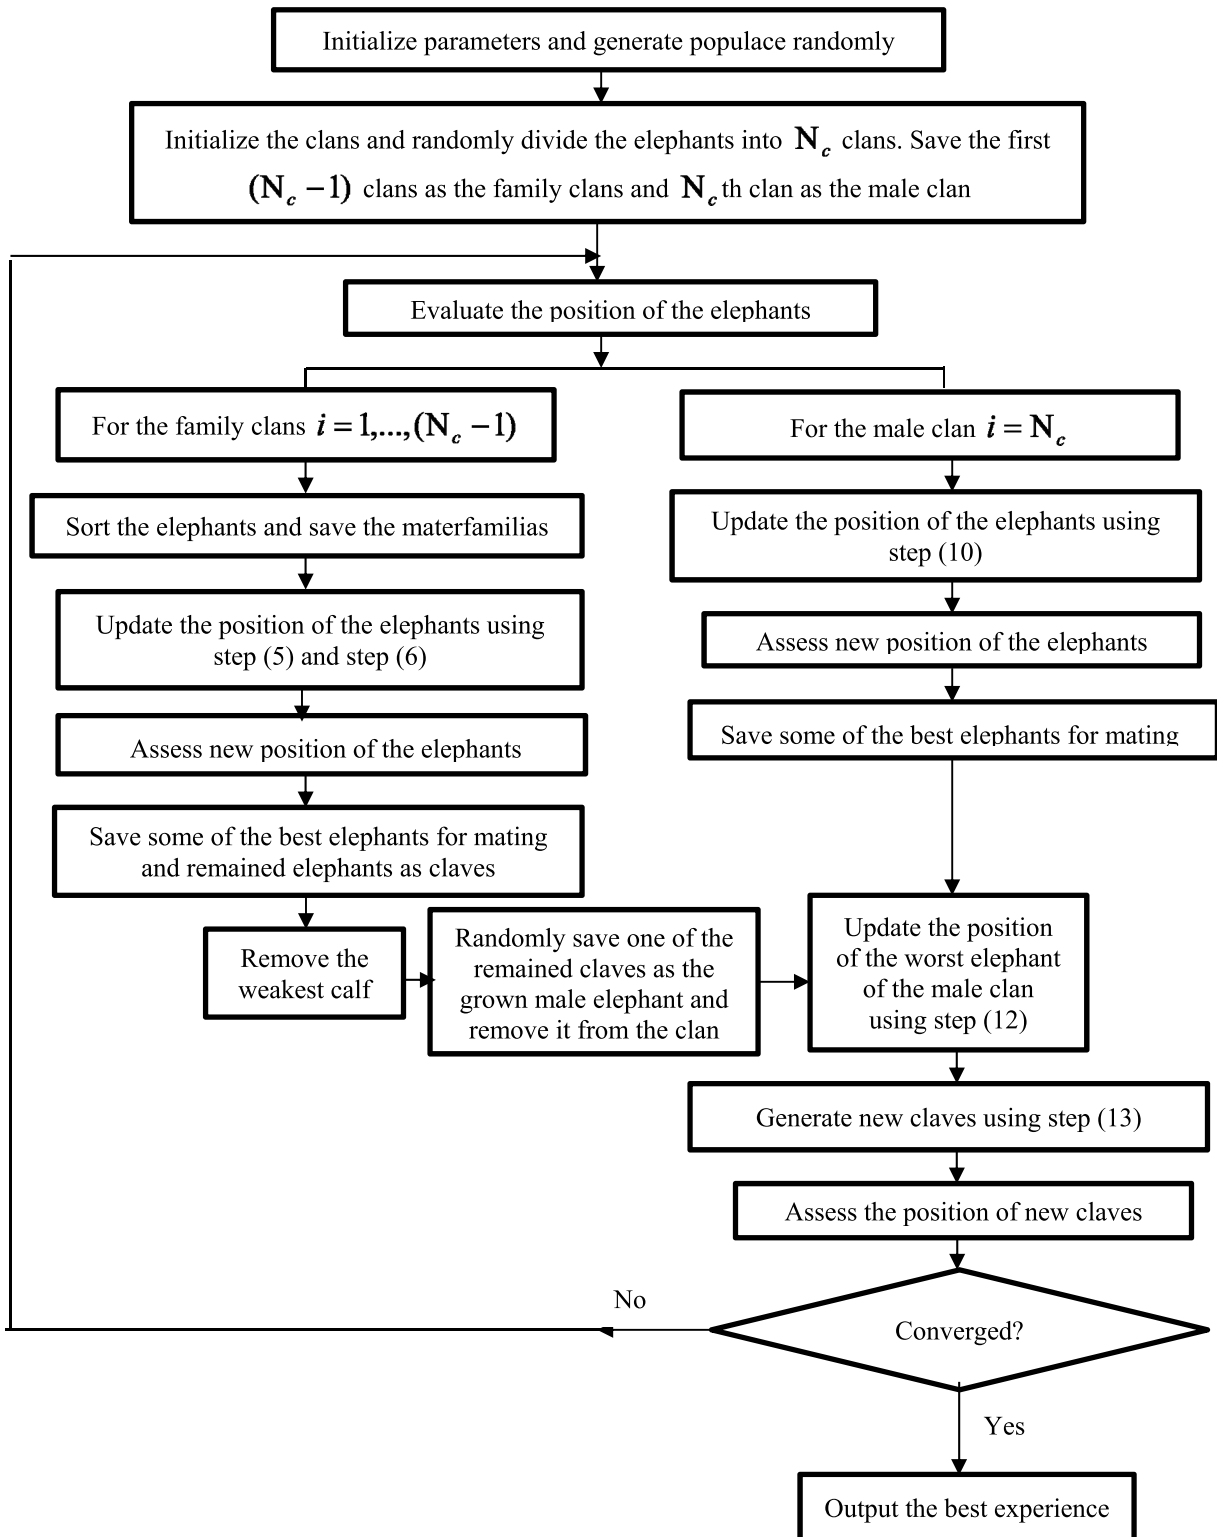 Initialize parameters and generate populace randomly
Initialize the clans and randomly divide the elephants into N_c clans. Save the first
(N_c − 1) clans as the family clans and N_c th clan as the male clan
Evaluate the position of the elephants
For the family clans i = 1,...,(N_c − 1)
Sort the elephants and save the materfamilias
Update the position of the elephants using
step (5) and step (6)
Assess new position of the elephants
Save some of the best elephants for mating
and remained elephants as claves
Remove the
weakest calf
Randomly save one of the
remained claves as the
grown male elephant and
remove it from the clan
For the male clan i = N_c
Update the position of the elephants using
step (10)
Assess new position of the elephants
Save some of the best elephants for mating
Update the position
of the worst elephant
of the male clan
using step (12)
Generate new claves using step (13)
Assess the position of new claves
Converged?
No
Yes
Output the best experience